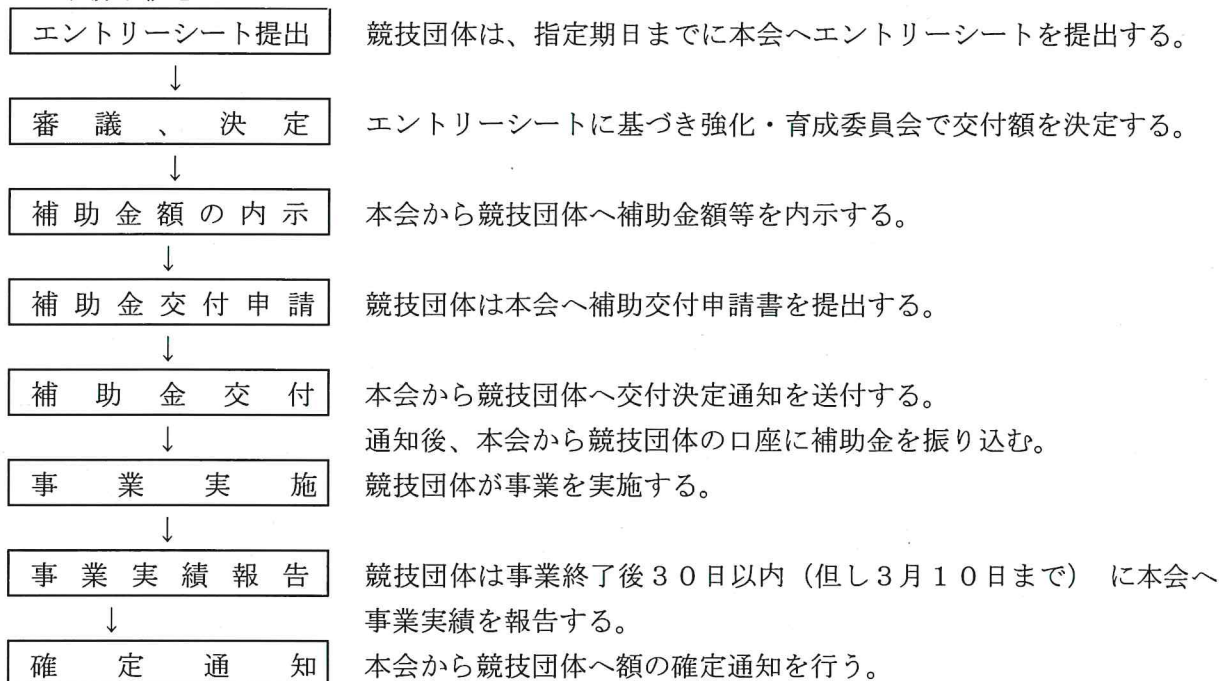 エントリーシート提出　競技団体は、指定期日までに本会へエントリーシートを提出する。
↓
審議、決定　エントリーシートに基づき強化・育成委員会で交付額を決定する。
↓
補助金額の内示　本会から競技団体へ補助金額等を内示する。
↓
補助金交付申請　競技団体は本会へ補助交付申請書を提出する。
↓
補助金交付　本会から競技団体へ交付決定通知を送付する。
↓　通知後、本会から競技団体の口座に補助金を振り込む。
事業実施　競技団体が事業を実施する。
↓
事業実績報告　競技団体は事業終了後３０日以内（但し３月１０日まで）　に本会へ
↓　事業実績を報告する。
確定通知　本会から競技団体へ額の確定通知を行う。